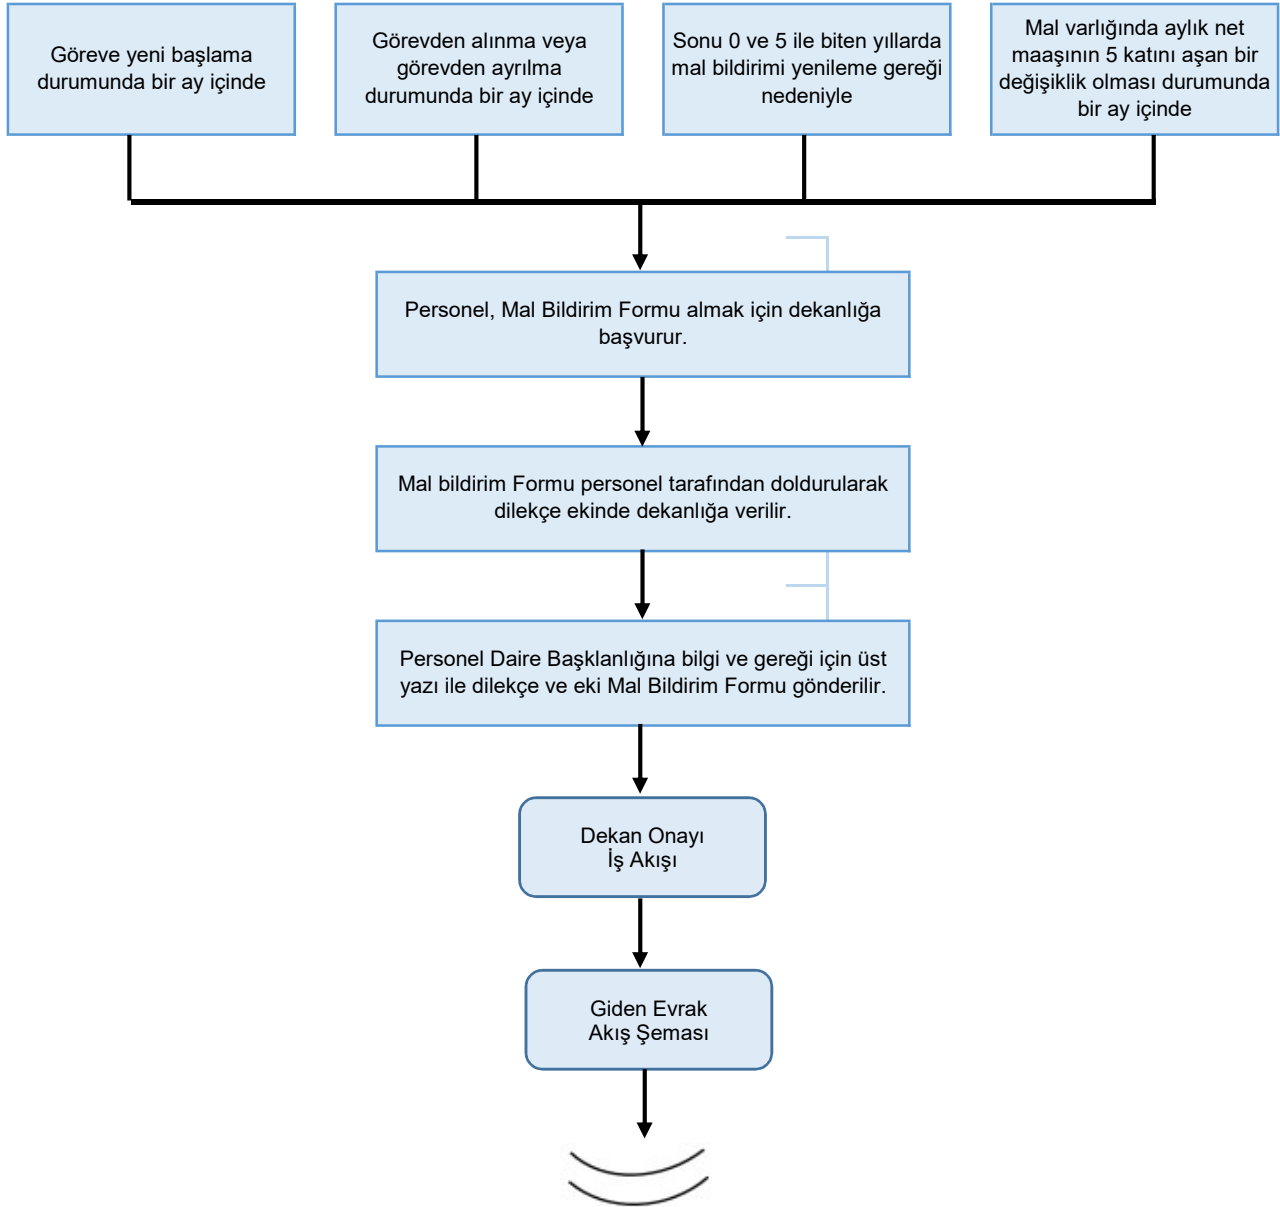 Göreve yeni başlama
durumunda bir ay içinde
Görevden alınma veya
görevden ayrılma
durumunda bir ay içinde
Sonu 0 ve 5 ile biten yıllarda
mal bildirimi yenileme gereği
nedeniyle
Mal varlığında aylık net
maaşının 5 katını aşan bir
değişiklik olması durumunda
bir ay içinde
Personel, Mal Bildirim Formu almak için dekanlığa
başvurur.
Mal bildirim Formu personel tarafından doldurularak
dilekçe ekinde dekanlığa verilir.
Personel Daire Başklanlığına bilgi ve gereği için üst
yazı ile dilekçe ve eki Mal Bildirim Formu gönderilir.
Dekan Onayı
İş Akışı
Giden Evrak
Akış Şeması